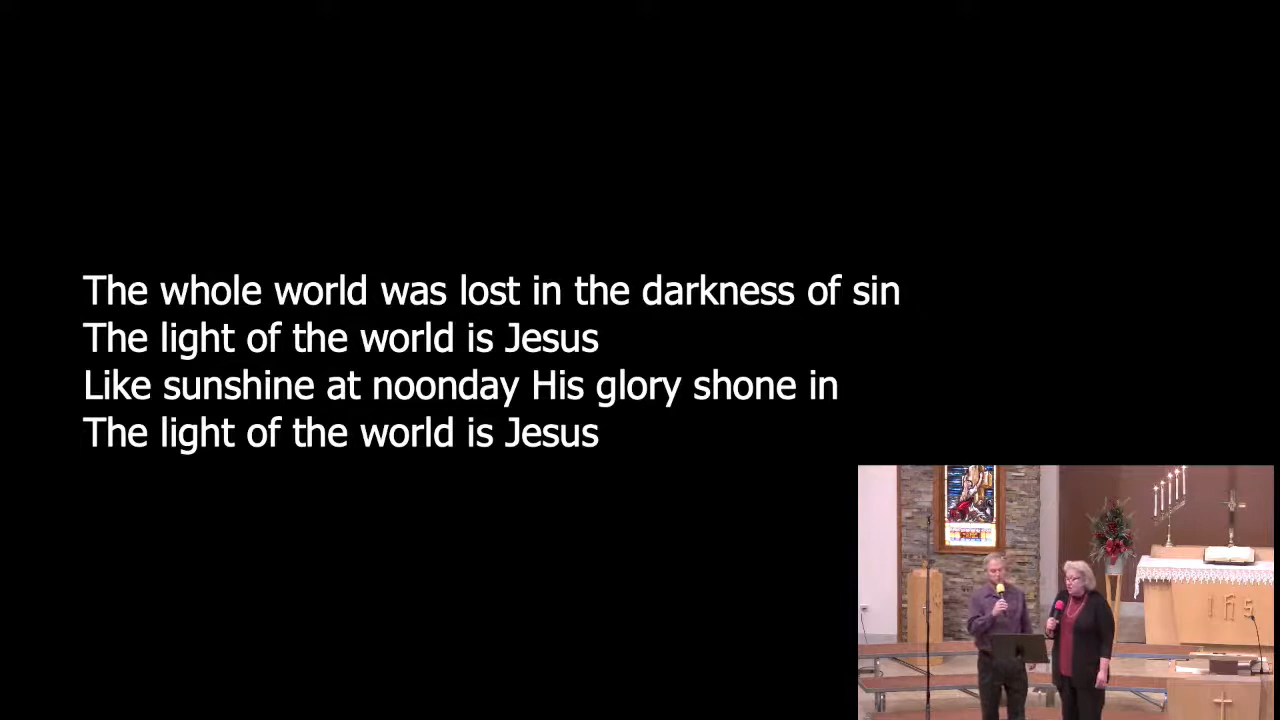 The whole world was lost in the darkness of sin
The light of the world is Jesus
Like sunshine at noonday His glory shone in
The light of the world is Jesus
IHS